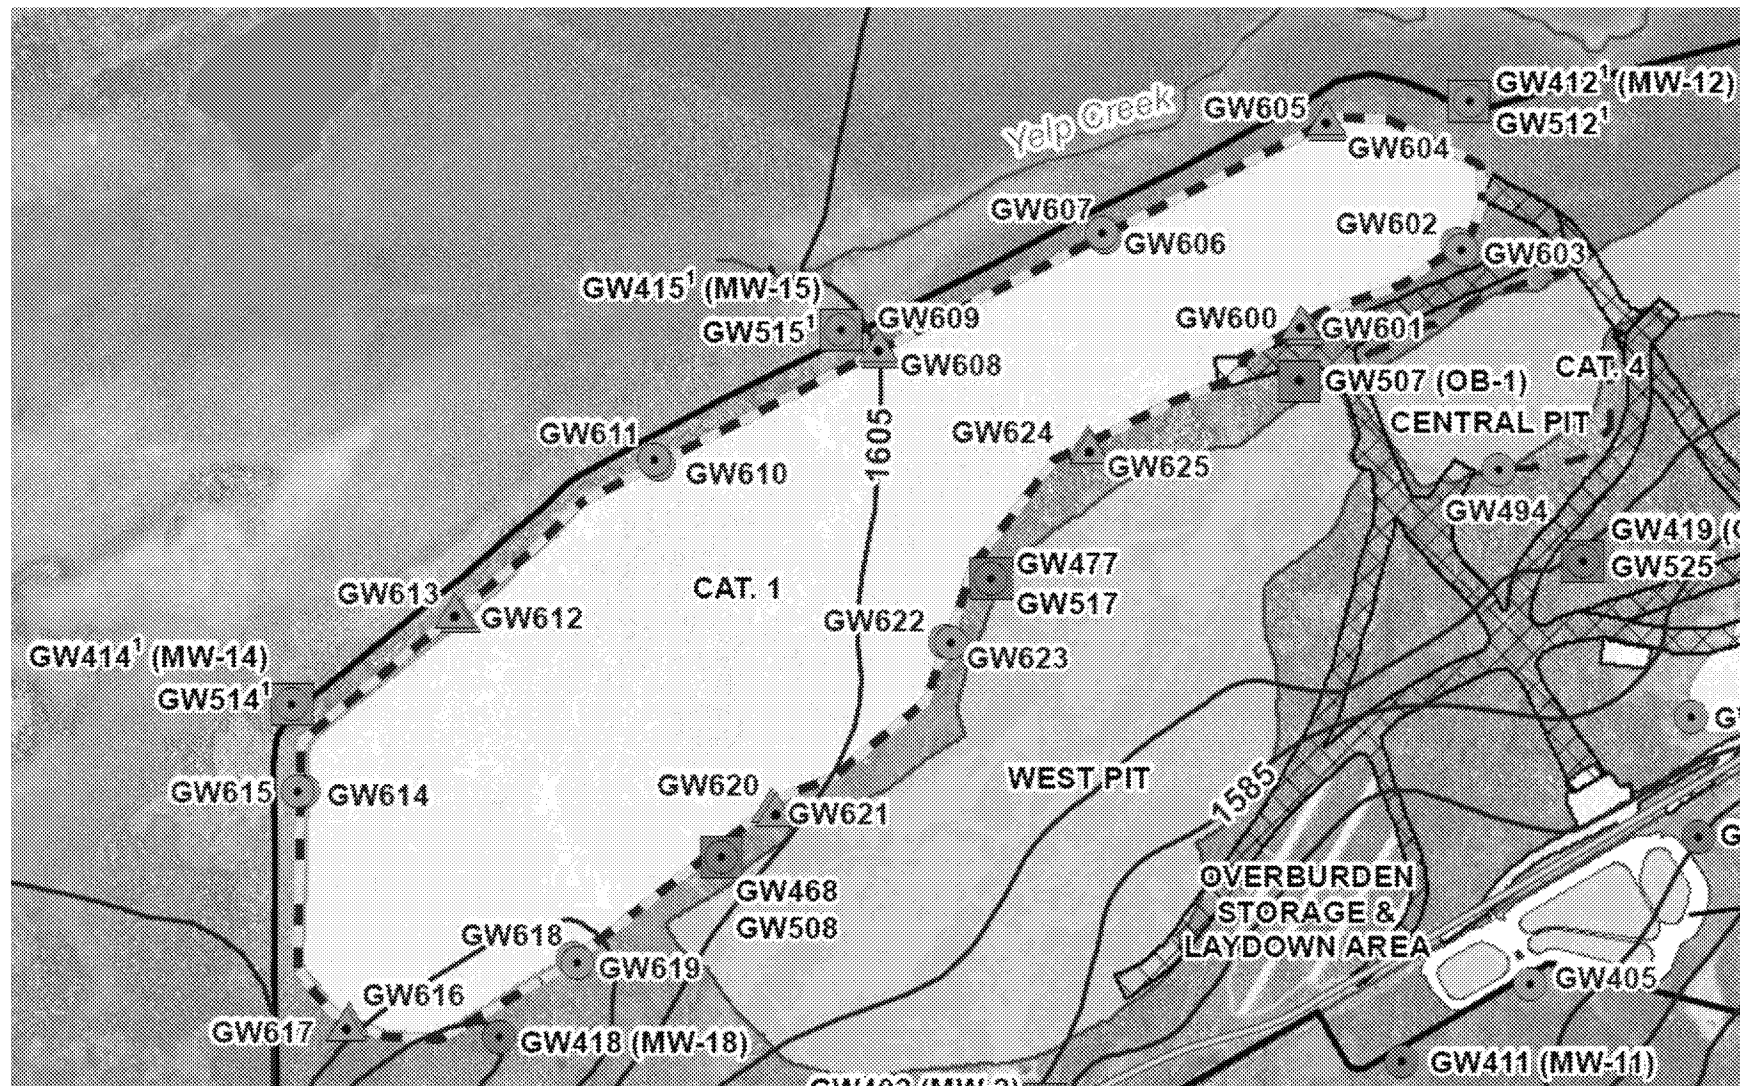 GW412¹ (MW-12)
GW512¹
GW605
GW604
Yelp Creek
GW607
GW606
GW602
GW603
GW415¹ (MW-15)
GW515¹
GW609
GW608
GW600
GW601
GW507 (OB-1)
CAT. 4
CENTRAL PIT
GW611
GW610
1605
GW624
GW625
GW494
GW419 (
GW525
GW477
GW517
CAT. 1
GW613
GW612
GW622
GW623
GW414¹ (MW-14)
GW514¹
GW615
GW614
WEST PIT
1585
GW620
GW621
GW468
GW508
OVERBURDEN
STORAGE &
LAYDOWN AREA
GW618
GW619
GW405
GW616
GW617
GW418 (MW-18)
GW411 (MW-11)